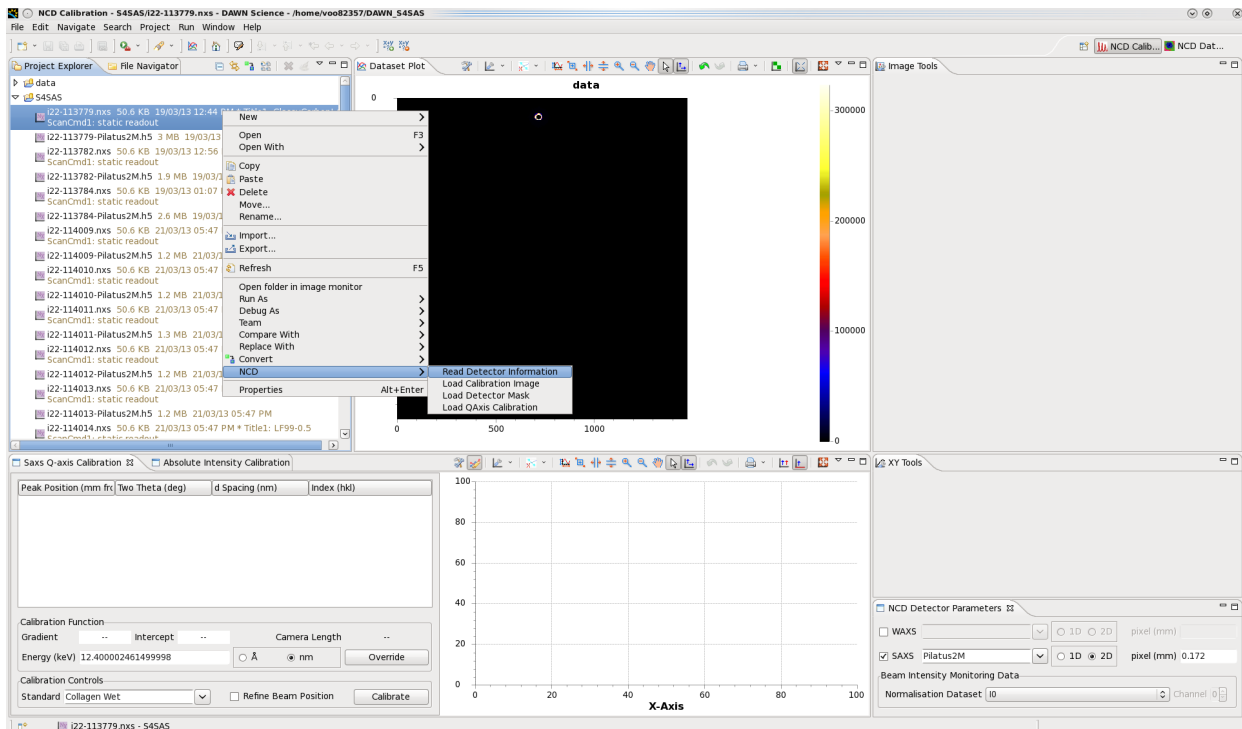 NCD Calibration - S4SAS/i22-113779.nxs - DAWN Science - /home/voo82357/DAWN_S4SAS
File Edit Navigate Search Project Run Window Help
NCD Calib... NCD Dat...
Project Explorer File Navigator
data
S4SAS
i22-113779.nxs 50.6 KB 19/03/13 12:44
ScanCmd1: static readout
i22-113779-Pilatus2M.h5 3 MB 19/03/13
i22-113782.nxs 50.6 KB 19/03/13 12:56
ScanCmd1: static readout
i22-113782-Pilatus2M.h5 1.9 MB 19/03/1
i22-113784.nxs 50.6 KB 19/03/13 01:07
ScanCmd1: static readout
i22-113784-Pilatus2M.h5 2.6 MB 19/03/1
i22-114009.nxs 50.6 KB 21/03/13 05:47
ScanCmd1: static readout
i22-114009-Pilatus2M.h5 1.2 MB 21/03/1
i22-114010.nxs 50.6 KB 21/03/13 05:47
ScanCmd1: static readout
i22-114010-Pilatus2M.h5 1.2 MB 21/03/1
i22-114011.nxs 50.6 KB 21/03/13 05:47
ScanCmd1: static readout
i22-114011-Pilatus2M.h5 1.3 MB 21/03/1
i22-114012.nxs 50.6 KB 21/03/13 05:47
ScanCmd1: static readout
i22-114012-Pilatus2M.h5 1.2 MB 21/03/1
i22-114013.nxs 50.6 KB 21/03/13 05:47
ScanCmd1: static readout
i22-114013-Pilatus2M.h5 1.2 MB 21/03/13 05:47 PM
i22-114014.nxs 50.6 KB 21/03/13 05:47 PM * Title1: LF99-0.5
ScanCmd1: static readout
New
Open F3
Open With
Copy
Paste
Delete
Move...
Rename...
Import...
Export...
Refresh F5
Open folder in image monitor
Run As
Debug As
Team
Compare With
Replace With
Convert
NCD
Properties Alt+Enter
Read Detector Information
Load Calibration Image
Load Detector Mask
Load QAxis Calibration
Dataset Plot
data
0
0 500 1000
300000
200000
100000
0
Image Tools
Saxs Q-axis Calibration Absolute Intensity Calibration
Peak Position (mm frc Two Theta (deg) d Spacing (nm) Index (hkl)
Calibration Function
Gradient -- Intercept -- Camera Length --
Energy (keV) 12.400002461499998 Å nm Override
Calibration Controls
Standard Collagen Wet Refine Beam Position Calibrate
100
80
60
40
20
0
0 20 40 60 80 100
X-Axis
XY Tools
NCD Detector Parameters
WAXS 1D 2D pixel (mm)
SAXS Pilatus2M 1D 2D pixel (mm) 0.172
Beam Intensity Monitoring Data
Normalisation Dataset I0 Channel 0
i22-113779.nxs - S4SAS